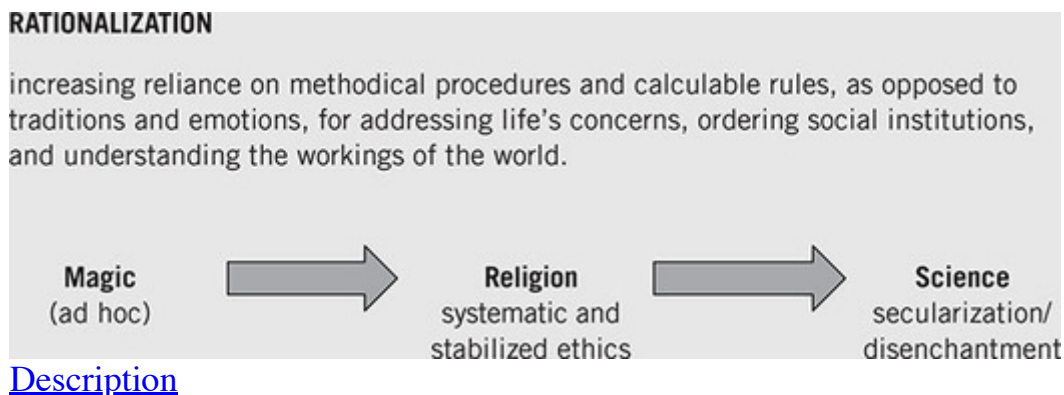 RATIONALIZATION
increasing reliance on methodical procedures and calculable rules, as opposed to
traditions and emotions, for addressing life's concerns, ordering social institutions,
and understanding the workings of the world.
Magic
(ad hoc)
Religion
systematic and
stabilized ethics
Science
secularization/
disenchantment
Description